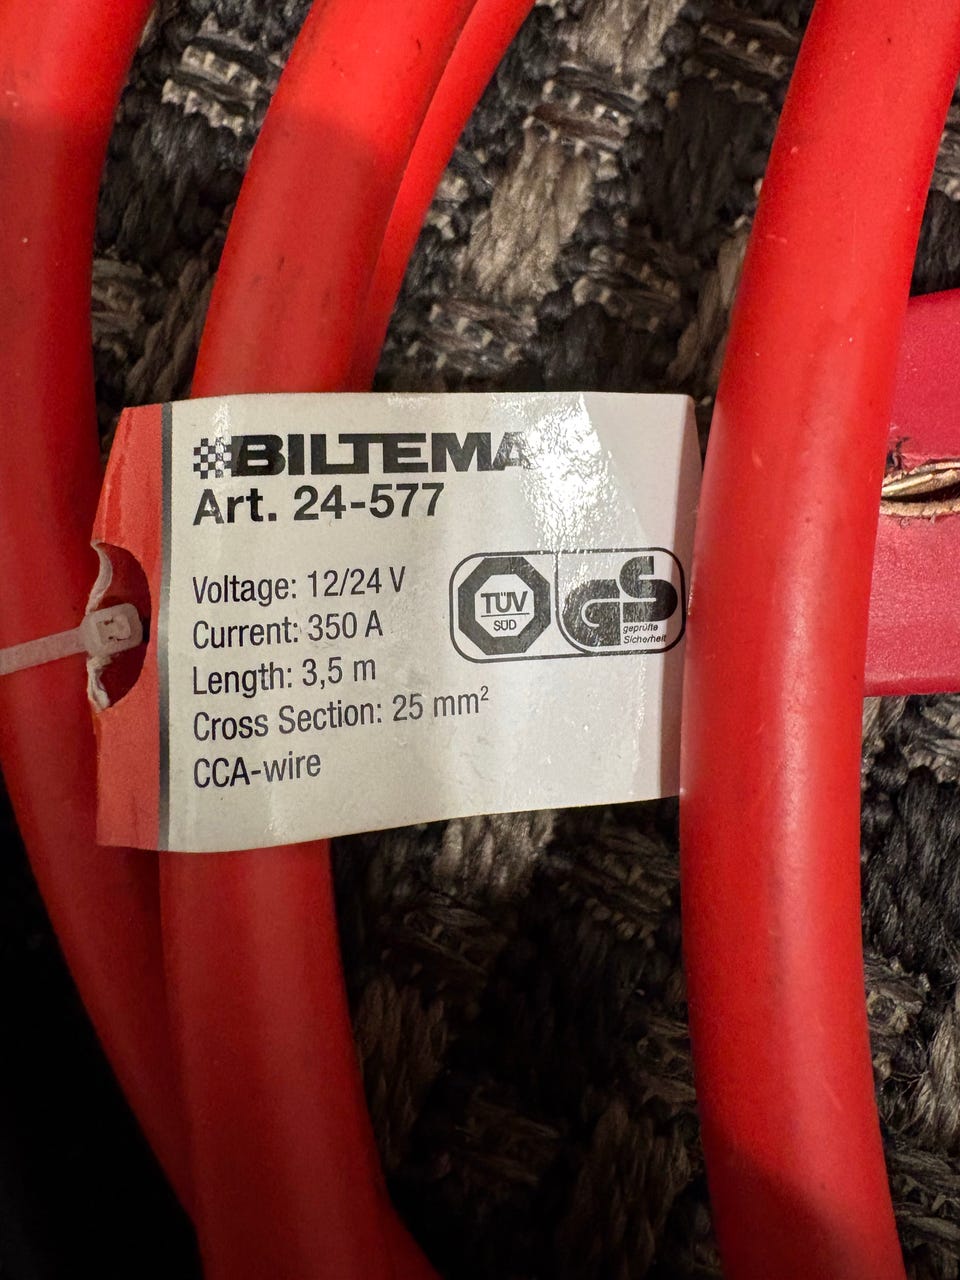 BILTEMA
Art. 24-577
Voltage: 12/24 V
Current: 350 A
Length: 3,5 m
Cross Section: 25 mm²
CCA-wire
TÜV
SÜD
GS
geprüfte
Sicherheit